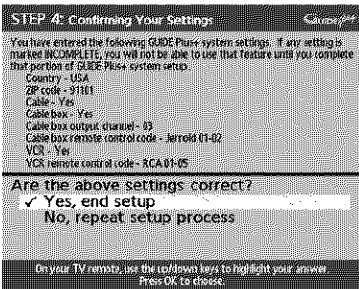 STEP 4: Confirming Your Settings
You have entered the following GUIDE Plus+ system settings. If any setting is
marked INCOMPLETE, you will not be able to use that feature until you complete
that portion of GUIDE Plus+ system setup.
Country - USA
ZIP code - 91101
Cable - Yes
Cable box - Yes
Cable box output channel - 03
Cable box remote control code - Jerrold 01-02
VCR - Yes
VCR remote control code - RCA 01-05
Are the above settings correct?
✓ Yes, end setup
No, repeat setup process
On your TV remote, use the up/down keys to highlight your answer.
Press OK to choose.